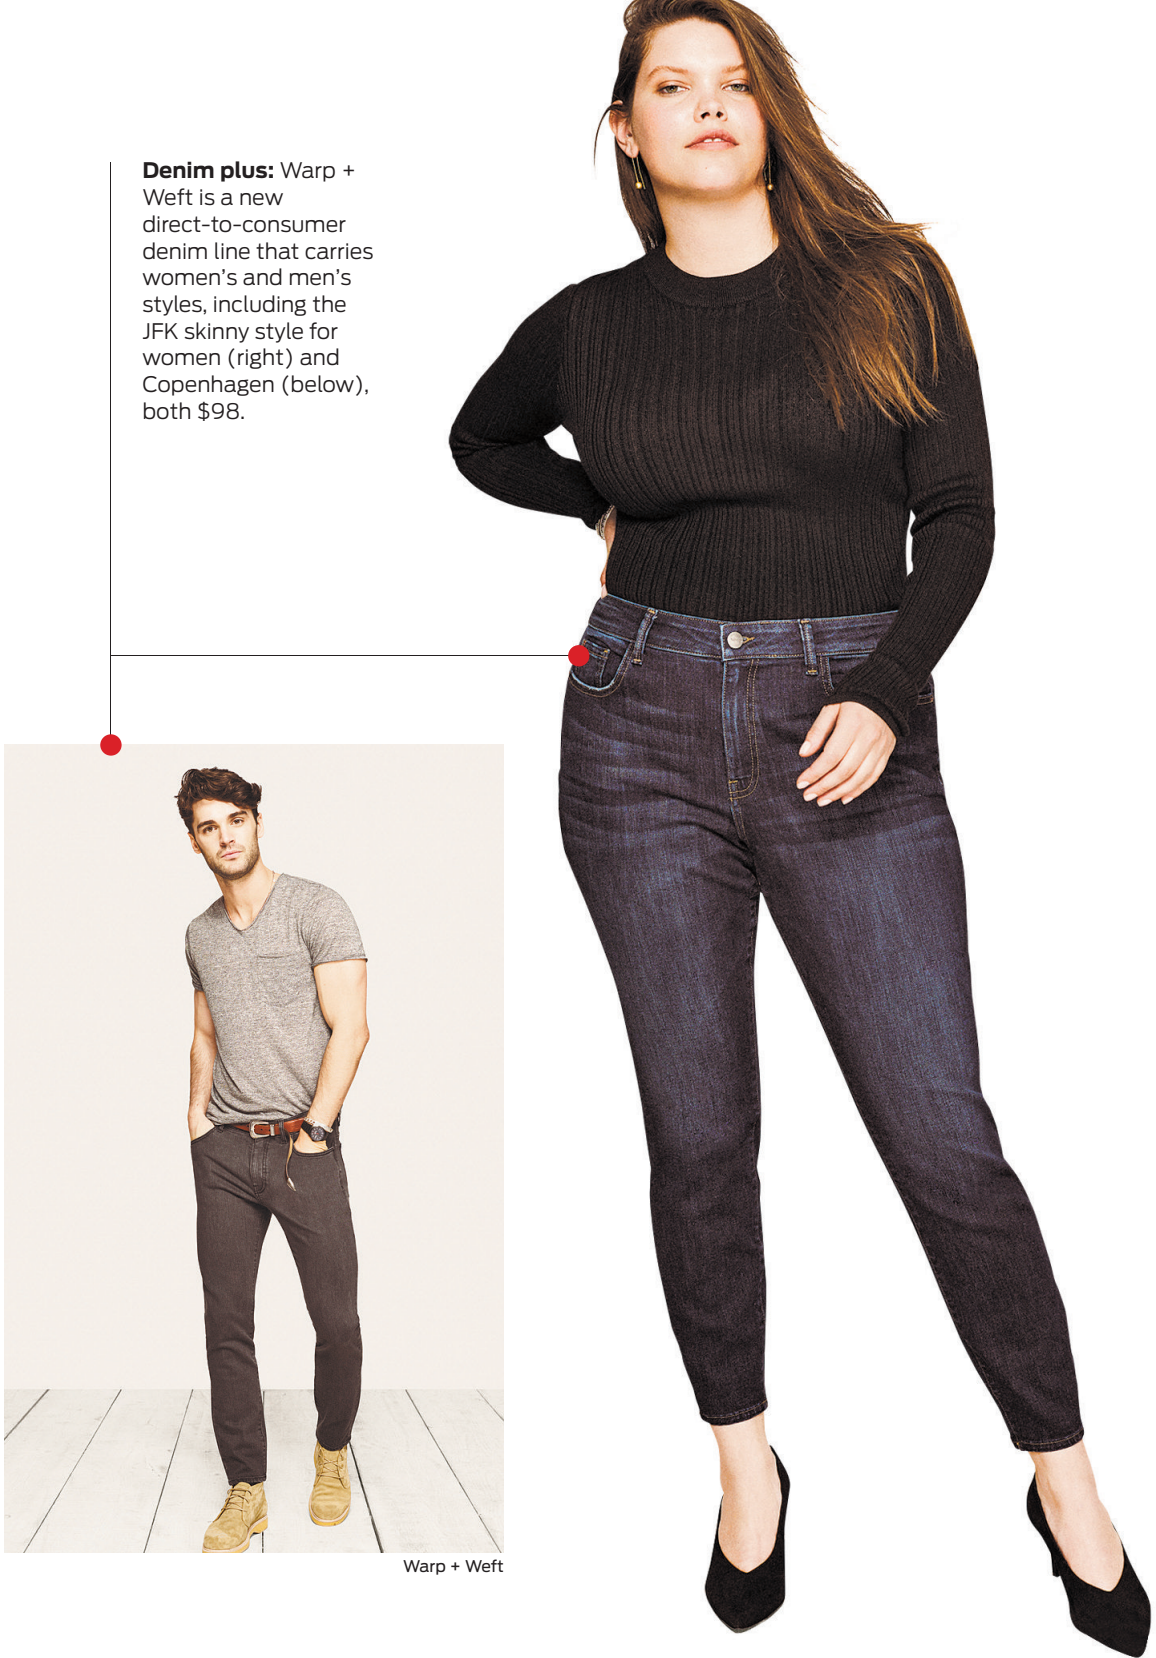 Denim plus: Warp +
Weft is a new
direct-to-consumer
denim line that carries
women's and men's
styles, including the
JFK skinny style for
women (right) and
Copenhagen (below),
both $98.
Warp + Weft